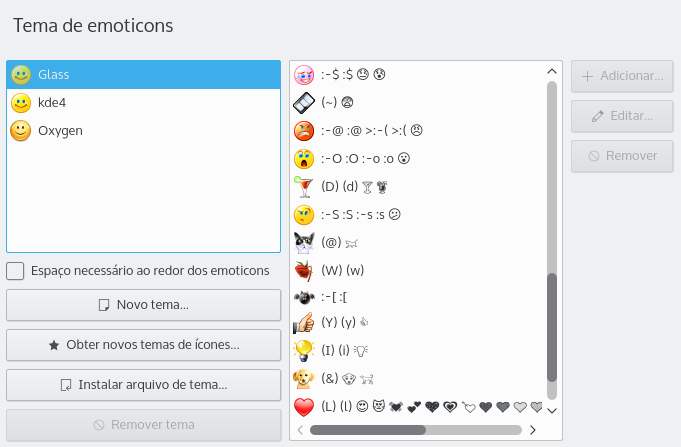 Tema de emoticons
Glass
kde4
Oxygen
Espaço necessário ao redor dos emoticons
Novo tema...
Obter novos temas de ícones...
Instalar arquivo de tema...
Remover tema
:-$ :$ 😓 😰
(~) 😨
:-@ :@ >:-( >:( 😠
:-O :O :-o :o 😮
(D) (d) 🍸 🍹
:-S :S :-s :s 😕
(@) 🐈
(W) (w)
:-[ :[
(Y) (y) 👍
(I) (i) 💡
(&) 🐶 🐕
(L) (l) 😍 😻 💓 💕 💖 💗 💘 ❤ ♥ ♡ 💙
Adicionar...
Editar...
Remover